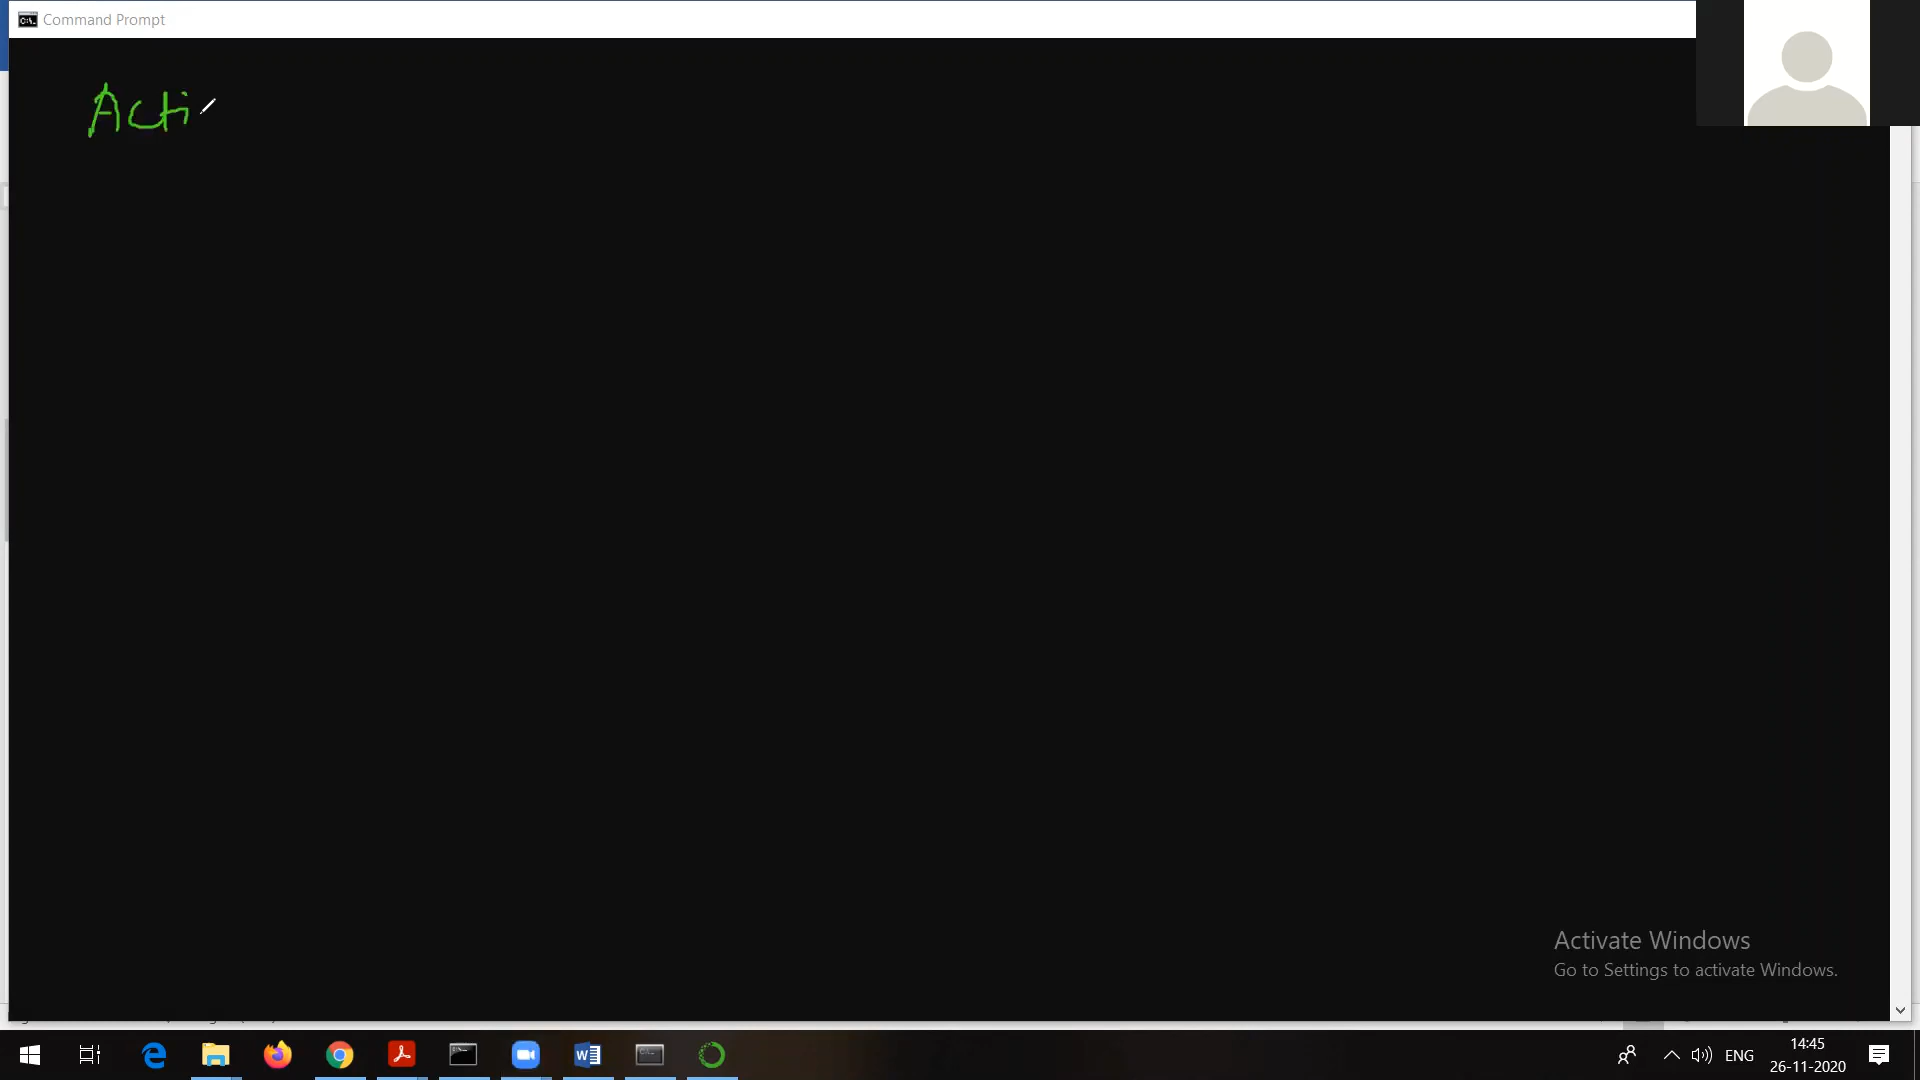 Command Prompt
Acti
Activate Windows
Go to Settings to activate Windows.
ENG
14:45
26-11-2020